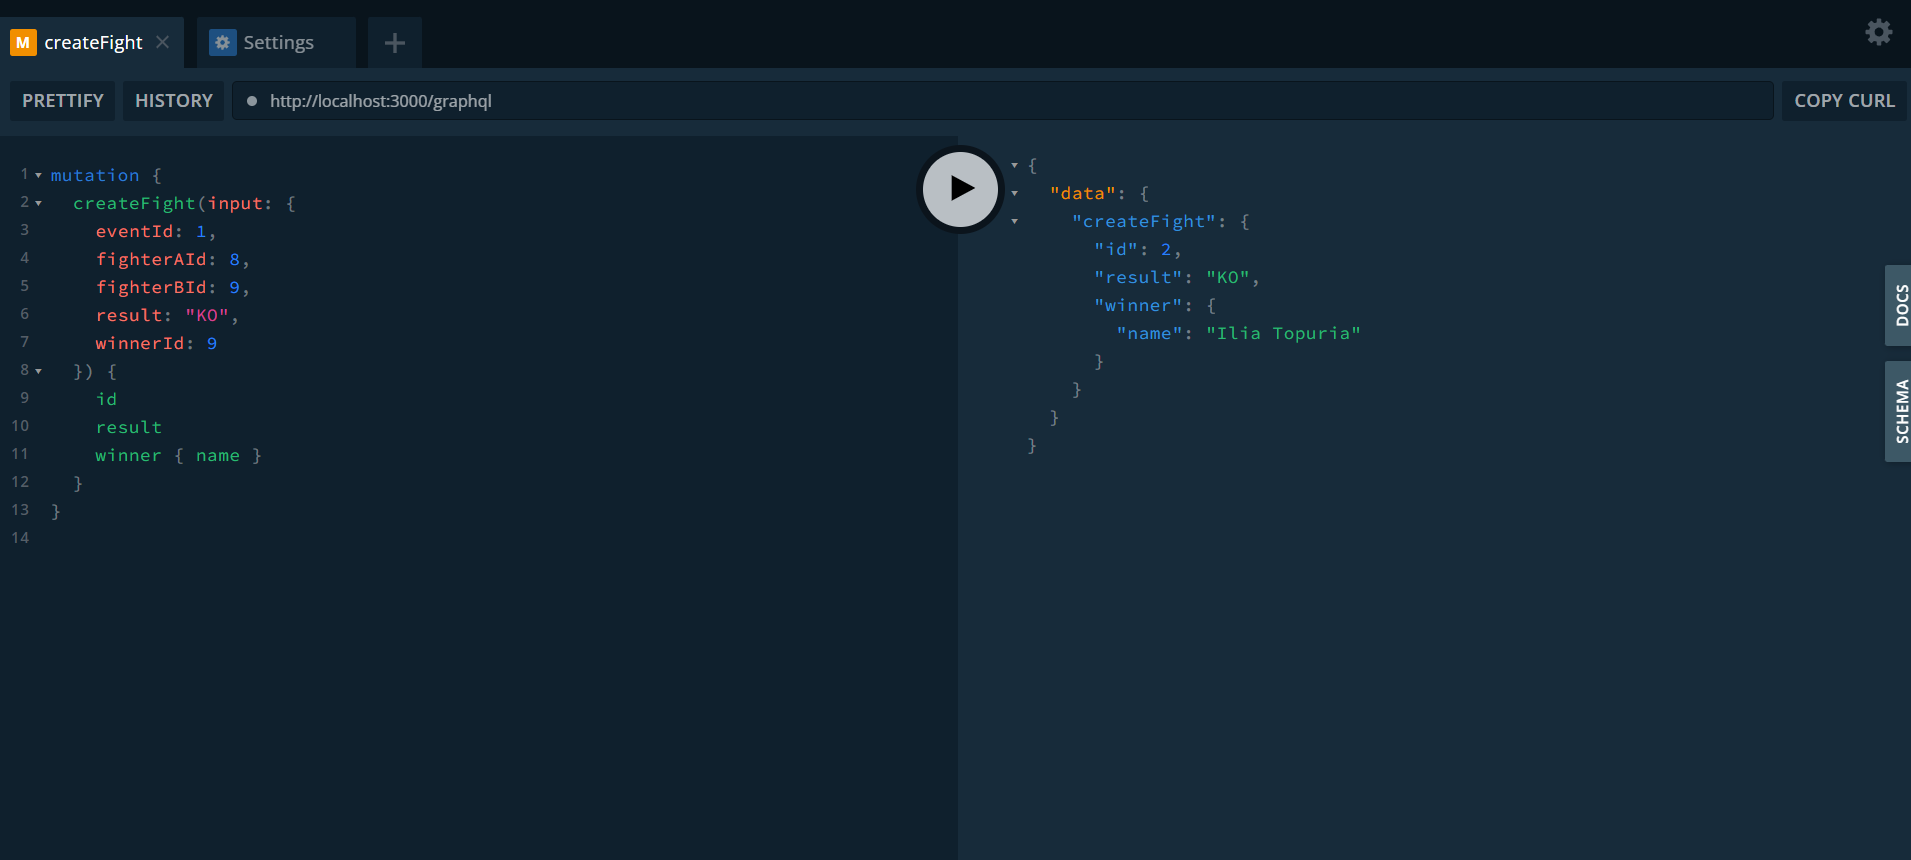 M createFight Settings
PRETTIFY HISTORY http://localhost:3000/graphql COPY CURL
1 mutation {
2 createFight(input: {
3 eventId: 1,
4 fighterAId: 8,
5 fighterBId: 9,
6 result: "KO",
7 winnerId: 9
8 }) {
9 id
10 result
11 winner { name }
12 }
13 }
14
{
"data": {
"createFight": {
"id": 2,
"result": "KO",
"winner": {
"name": "Ilia Topuria"
}
}
}
}
DOCS
SCHEMA